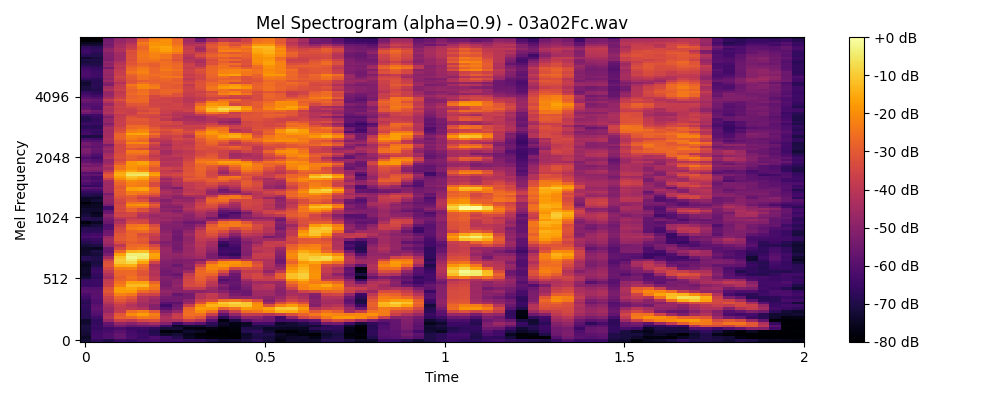 Mel Spectrogram (alpha=0.9) - 03a02Fc.wav
Mel Frequency
4096
2048
1024
512
0
0
0.5
1
1.5
2
Time
+0 dB
-10 dB
-20 dB
-30 dB
-40 dB
-50 dB
-60 dB
-70 dB
-80 dB